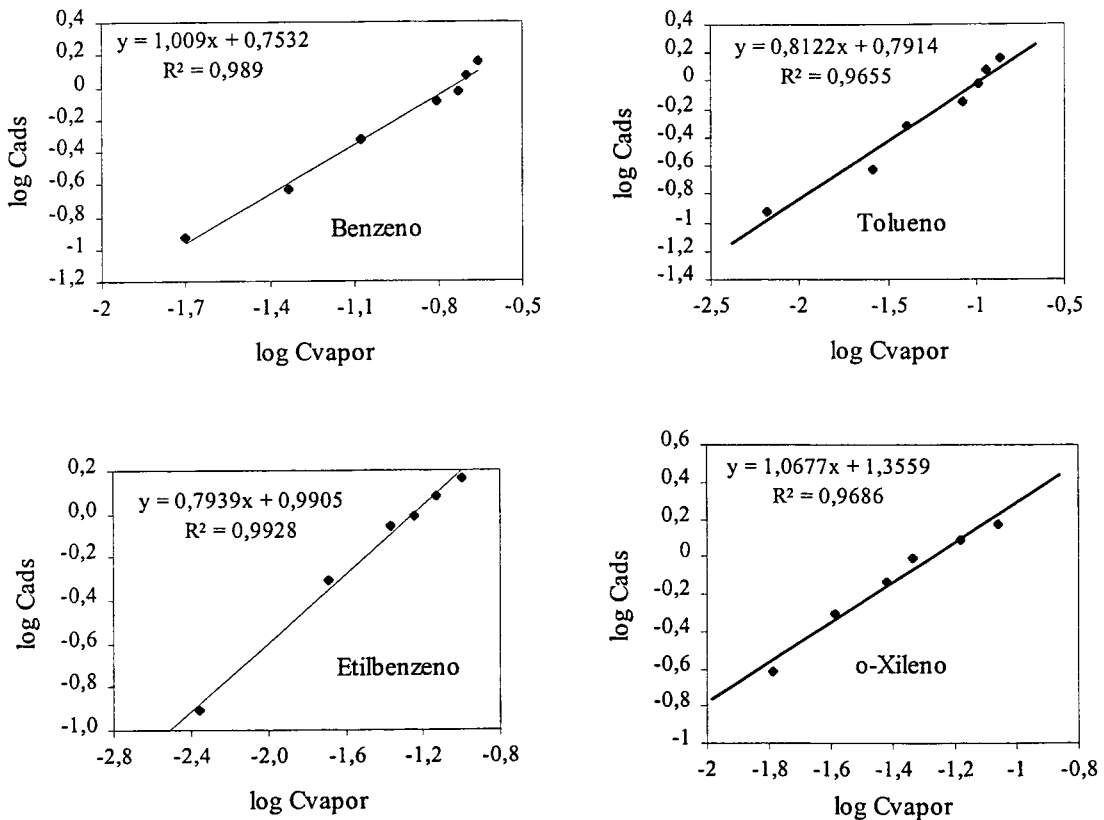 0,4
0,2
0
-0,2
-0,4
-0,6
-0,8
-1
-1,2
log Cads
y = 1,009x + 0,7532
R² = 0,989
Benzeno
-2 -1,7 -1,4 -1,1 -0,8 -0,5
log Cvapor
0,4
0,2
0
-0,2
-0,4
-0,6
-0,8
-1
-1,2
-1,4
log Cads
y = 0,8122x + 0,7914
R² = 0,9655
Tolueno
-2,5 -2 -1,5 -1 -0,5
log Cvapor
0,2
0,0
-0,2
-0,4
-0,6
-0,8
-1,0
log Cads
y = 0,7939x + 0,9905
R² = 0,9928
Etilbenzeno
-2,8 -2,4 -2,0 -1,6 -1,2 -0,8
log Cvapor
0,6
0,4
0,2
0
-0,2
-0,4
-0,6
-0,8
-1
log Cads
y = 1,0677x + 1,3559
R² = 0,9686
o-Xileno
-2 -1,8 -1,6 -1,4 -1,2 -1 -0,8
log Cvapor